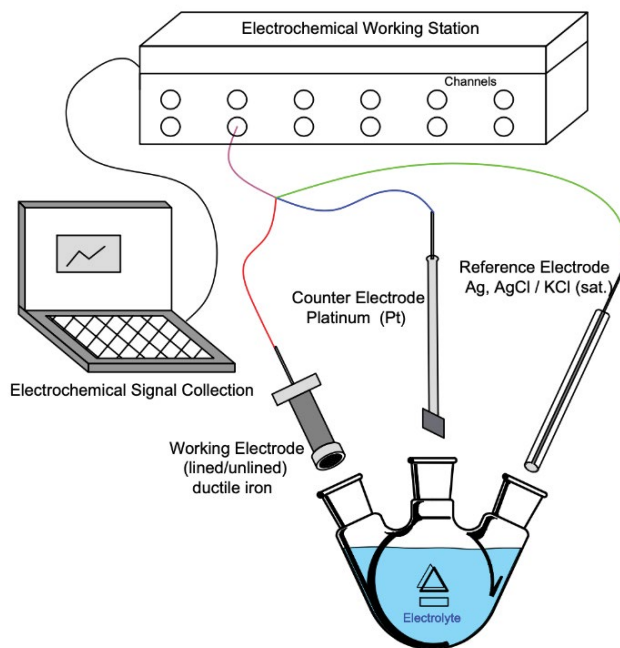 Electrochemical Working Station
Channels
Reference Electrode
Ag, AgCl / KCl (sat.)
Counter Electrode
Platinum (Pt)
Electrochemical Signal Collection
Working Electrode
(lined/unlined)
ductile iron
Electrolyte